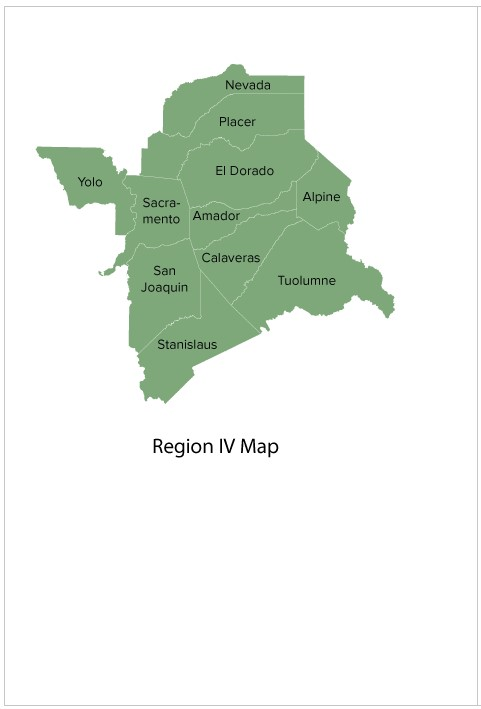 Nevada
Placer
El Dorado
Yolo
Alpine
Sacra-
mento
Amador
Calaveras
San
Joaquin
Tuolumne
Stanislaus
Region IV Map